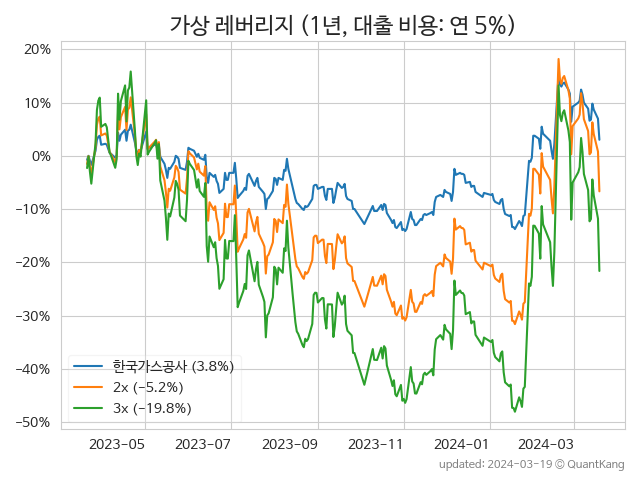 가상 레버리지 (1년, 대출 비용: 연 5%)
20%
10%
0%
−10%
−20%
−30%
−40%
−50%
한국가스공사 (3.8%)
2x (−5.2%)
3x (−19.8%)
2023-05
2023-07
2023-09
2023-11
2024-01
2024-03
updated: 2024-03-19 © QuantKang